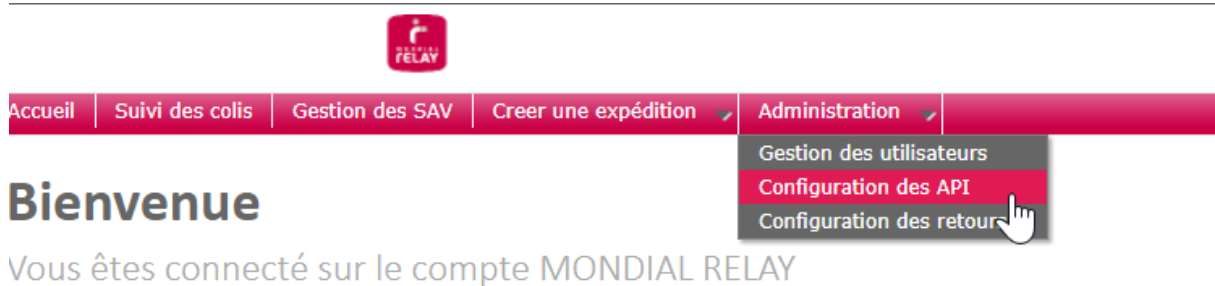 MONDIAL
RELAY
Accueil Suivi des colis Gestion des SAV Creer une expédition Administration
Gestion des utilisateurs
Configuration des API
Configuration des retours
Bienvenue
Vous êtes connecté sur le compte MONDIAL RELAY